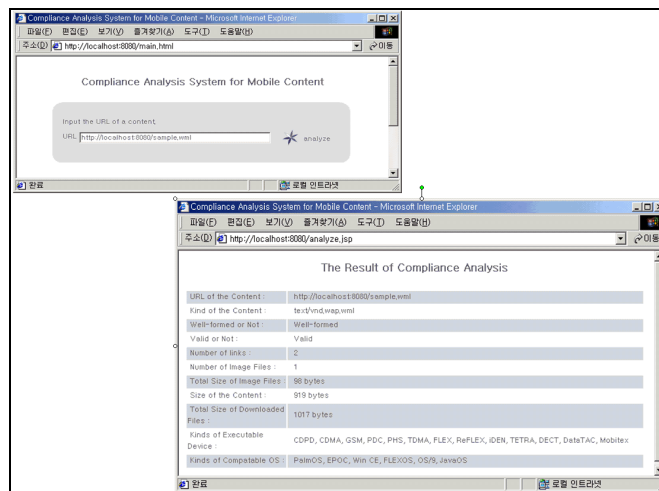 Compliance Analysis System for Mobile Content - Microsoft Internet Explorer
파일(F) 편집(E) 보기(V) 즐겨찾기(A) 도구(T) 도움말(H)
주소(D) http://localhost:8080/main.html 이동
Compliance Analysis System for Mobile Content
Input the URL of a content,
URL: http://localhost:8080/sample.wml analyze
완료 로컬 인트라넷
Compliance Analysis System for Mobile Content - Microsoft Internet Explorer
파일(F) 편집(E) 보기(V) 즐겨찾기(A) 도구(T) 도움말(H)
주소(D) http://localhost:8080/analyze.jsp 이동
The Result of Compliance Analysis
URL of the Content : http://localhost:8080/sample.wml
Kind of the Content : text/vnd.wap.wml
Well-formed or Not : Well-formed
Valid or Not : Valid
Number of links : 2
Number of Image Files : 1
Total Size of Image Files 98 bytes
Size of the Content : 919 bytes
Total Size of Downloaded
Files : 1017 bytes
Kinds of Executable
Device : CDPD, CDMA, GSM, PDC, PHS, TDMA, FLEX, ReFLEX, iDEN, TETRA, DECT, DataTAC, Mobitex
Kinds of Compatable OS : PalmOS, EPOC, Win CE, FLEXOS, OS/9, JavaOS
완료 로컬 인트라넷